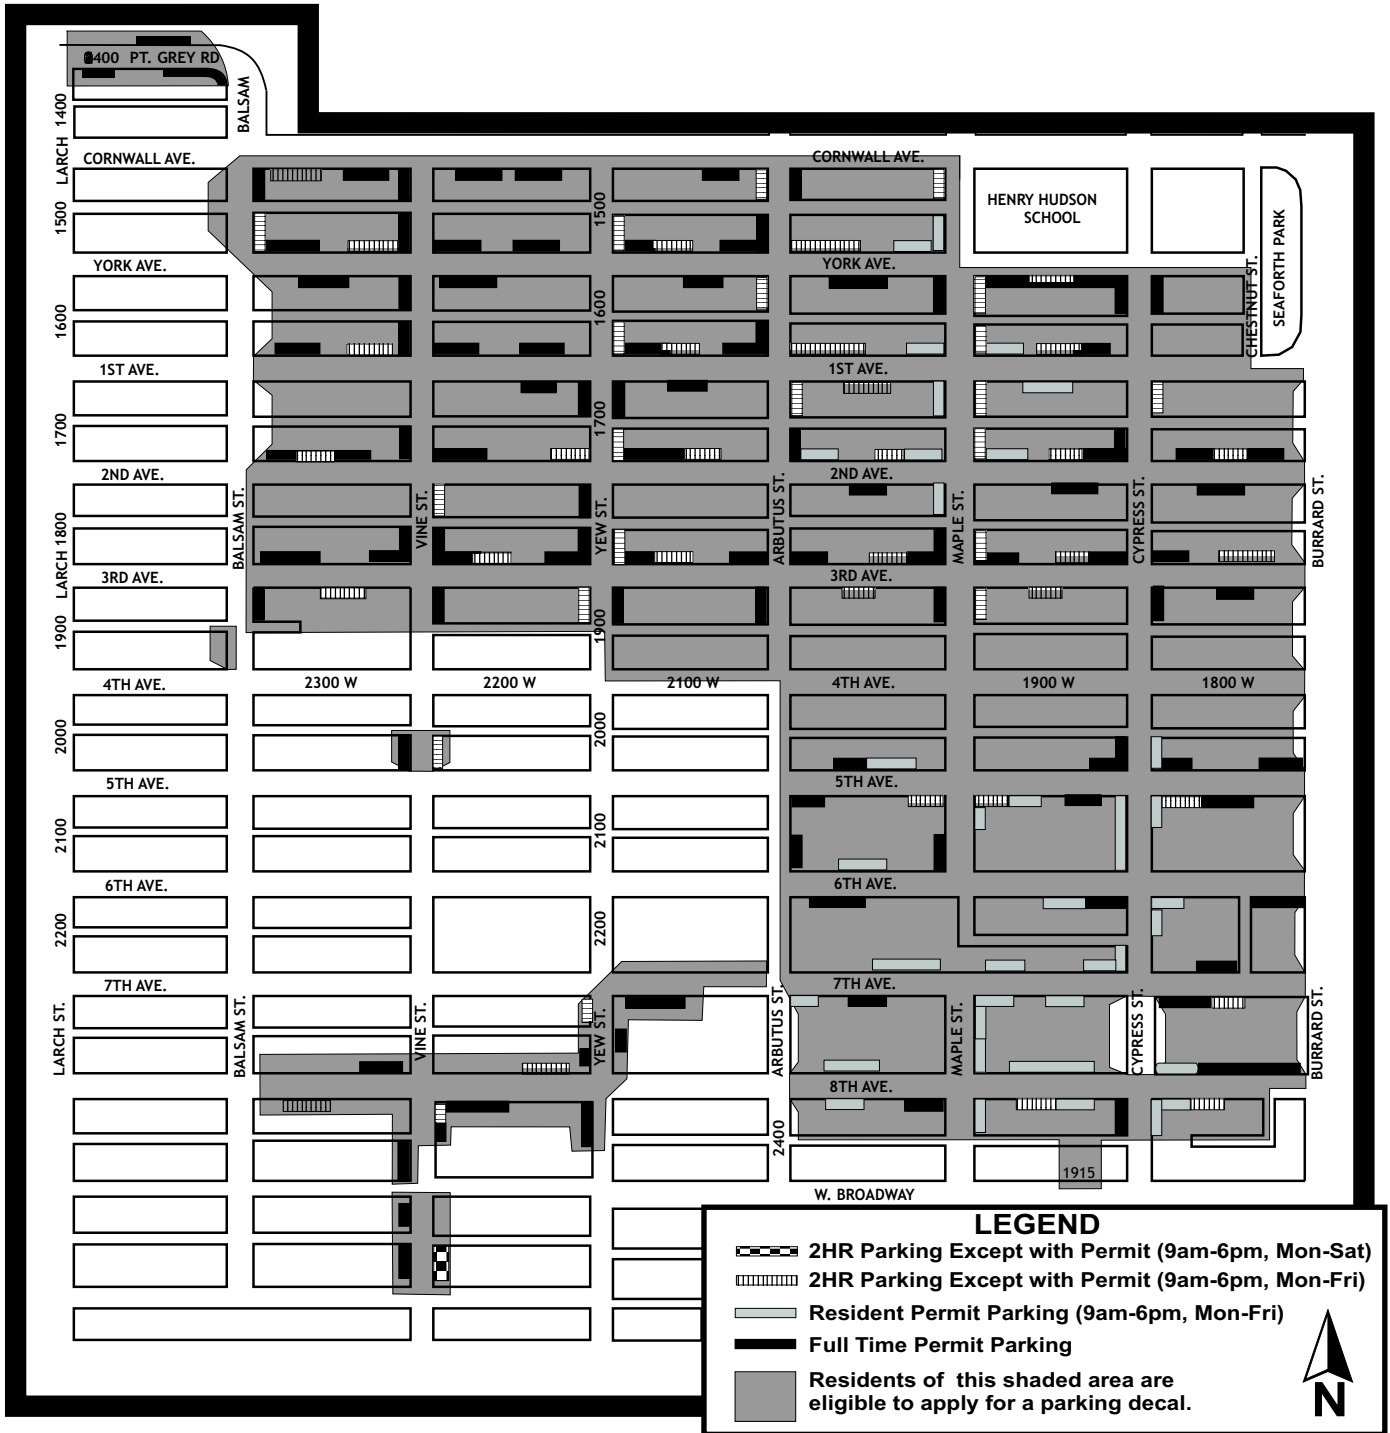 2400 PT. GREY RD
LARCH 1400
BALSAM
CORNWALL AVE.
CORNWALL AVE.
1500
1500
HENRY HUDSON
SCHOOL
SEAFORTH PARK
YORK AVE.
YORK AVE.
CHESTNUT ST.
1600
1600
1ST AVE.
1ST AVE.
1700
1700
2ND AVE.
2ND AVE.
LARCH 1800
BALSAM ST.
VINE ST.
YEW ST.
ARBUTUS ST.
MAPLE ST.
CYPRESS ST.
BURRARD ST.
3RD AVE.
3RD AVE.
1900
1900
4TH AVE.
2300 W
2200 W
2100 W
4TH AVE.
1900 W
1800 W
2000
2000
5TH AVE.
5TH AVE.
2100
2100
6TH AVE.
6TH AVE.
2200
2200
7TH AVE.
7TH AVE.
LARCH ST.
BALSAM ST.
VINE ST.
YEW ST.
ARBUTUS ST.
MAPLE ST.
CYPRESS ST.
BURRARD ST.
8TH AVE.
2400
1915
W. BROADWAY
LEGEND
2HR Parking Except with Permit (9am-6pm, Mon-Sat)
2HR Parking Except with Permit (9am-6pm, Mon-Fri)
Resident Permit Parking (9am-6pm, Mon-Fri)
Full Time Permit Parking
Residents of this shaded area are
eligible to apply for a parking decal.
N